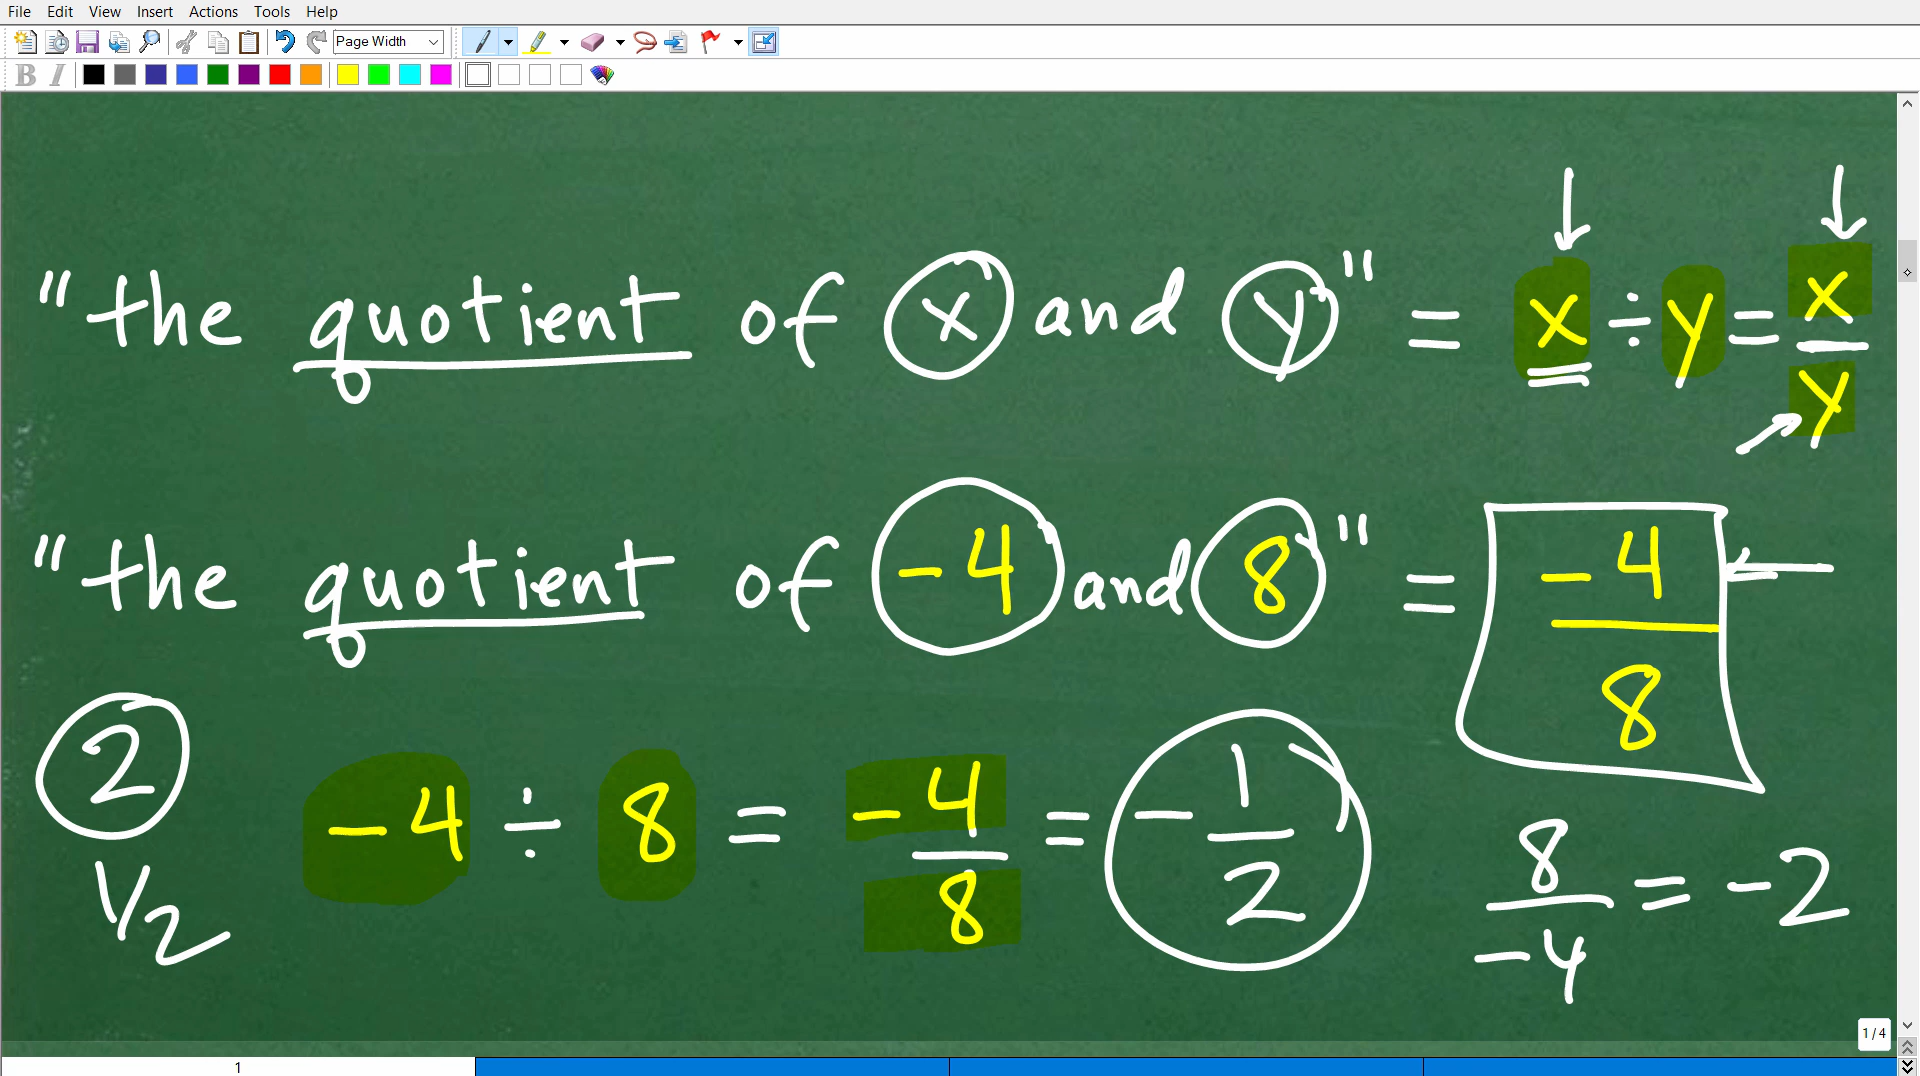 File Edit View Insert Actions Tools Help
Page Width
B I
"the quotient of x and y" = x ÷ y = x/y
"the quotient of -4 and 8" = -4/8
2
-4 ÷ 8 = -4/8 = -1/2
1/2
8/-4 = -2
1 / 4
1